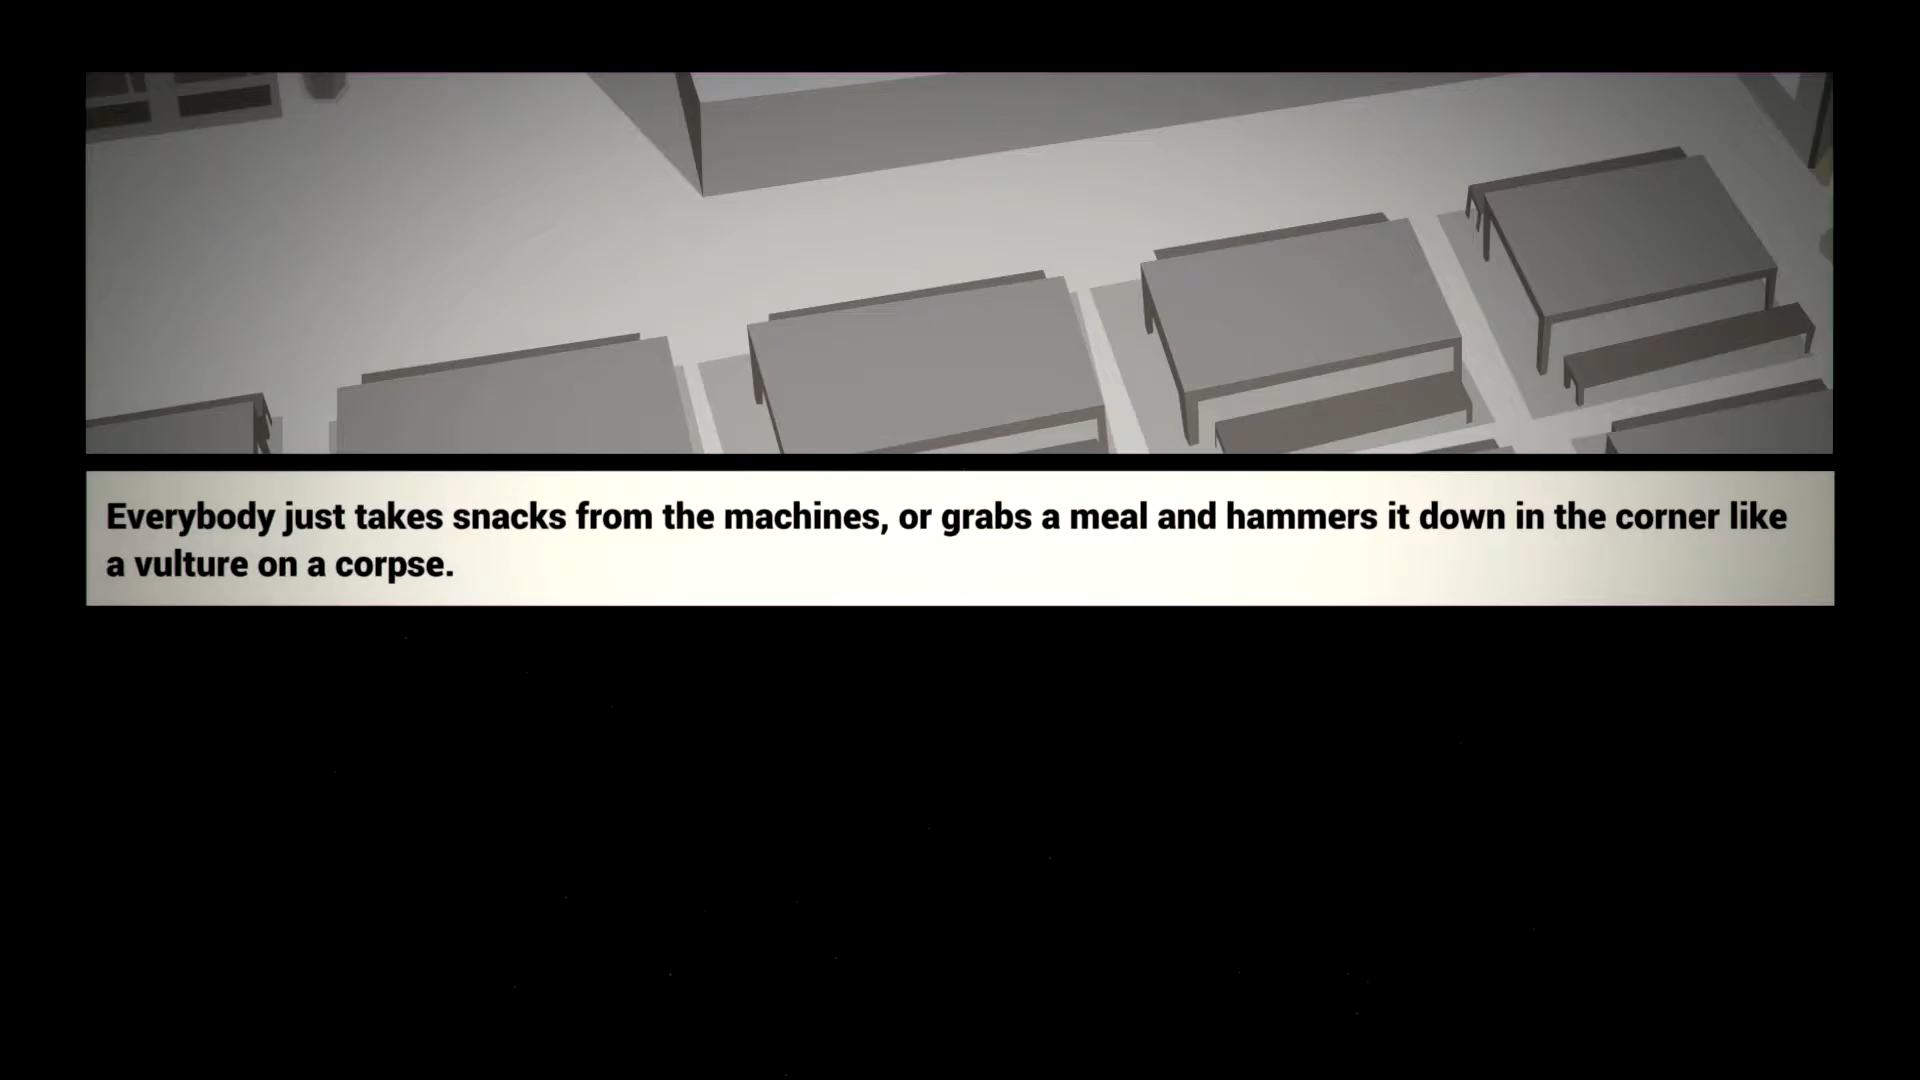 Everybody just takes snacks from the machines, or grabs a meal and hammers it down in the corner like
a vulture on a corpse.